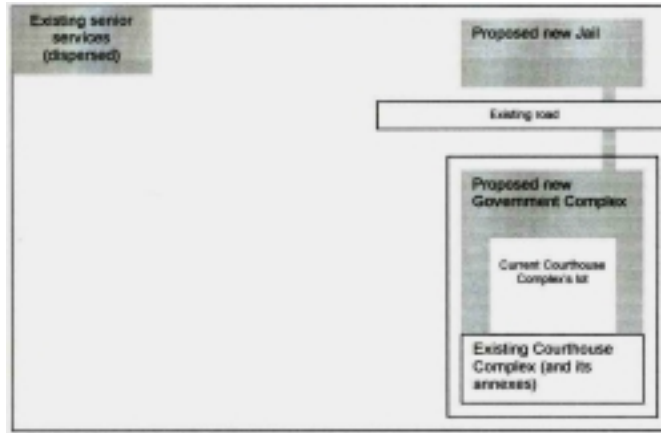 Existing senior
services
(dispersed)
Proposed new Jail
Existing road
Proposed new
Government Complex
Current Courthouse
Complex's lot
Existing Courthouse
Complex (and its
annexes)